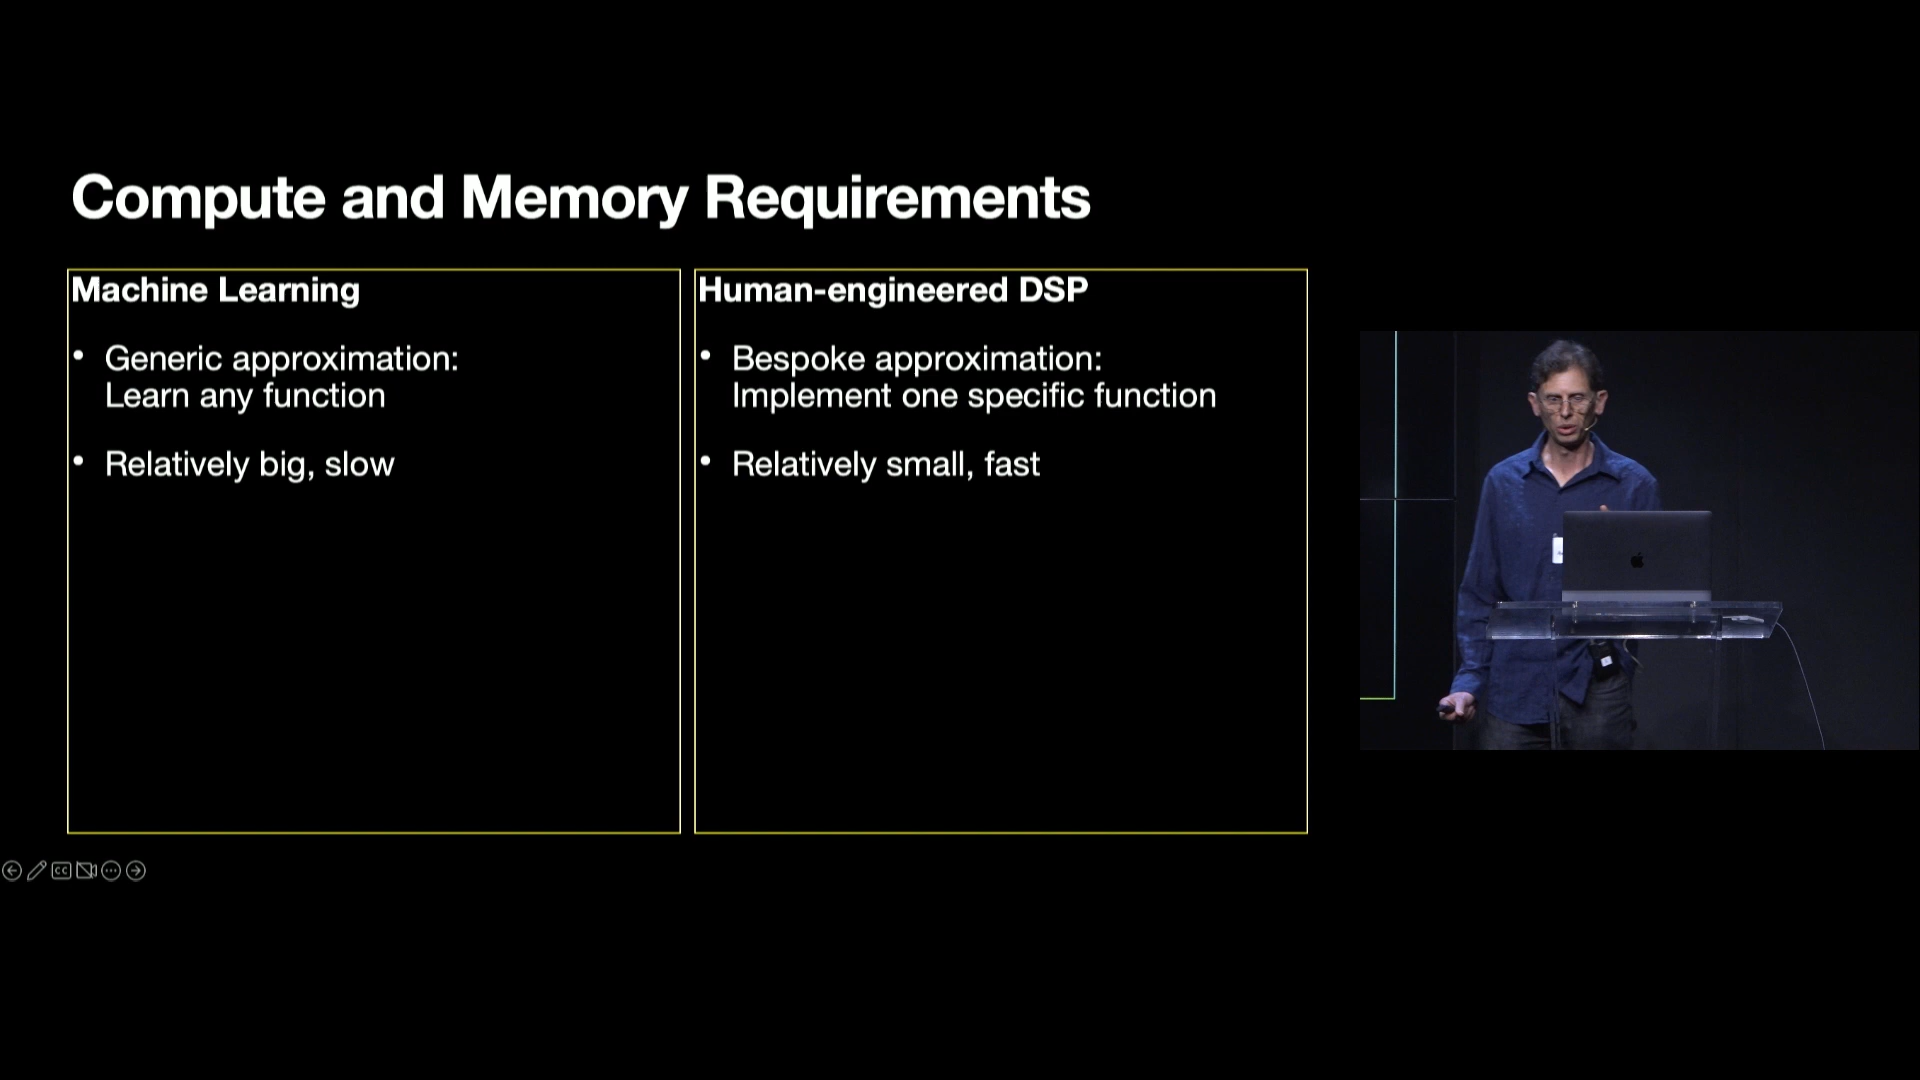 Compute and Memory Requirements
Machine Learning
• Generic approximation:
Learn any function
• Relatively big, slow
Human-engineered DSP
• Bespoke approximation:
Implement one specific function
• Relatively small, fast
CC